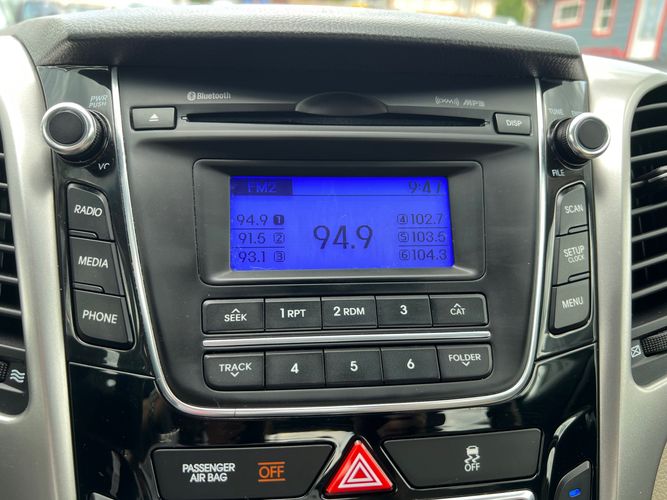 Bluetooth
(XM)) MP3
PWR
PUSH
TUNE
DISP
VOL
FILE
FM2 9:47
94.9 1 4 102.7
91.5 2 94.9 5 103.5
93.1 3 6 104.3
RADIO
MEDIA
PHONE
SCAN
SETUP
CLOCK
MENU
SEEK 1 RPT 2 RDM 3 CAT
TRACK 4 5 6 FOLDER
PASSENGER
AIR BAG
OFF
OFF